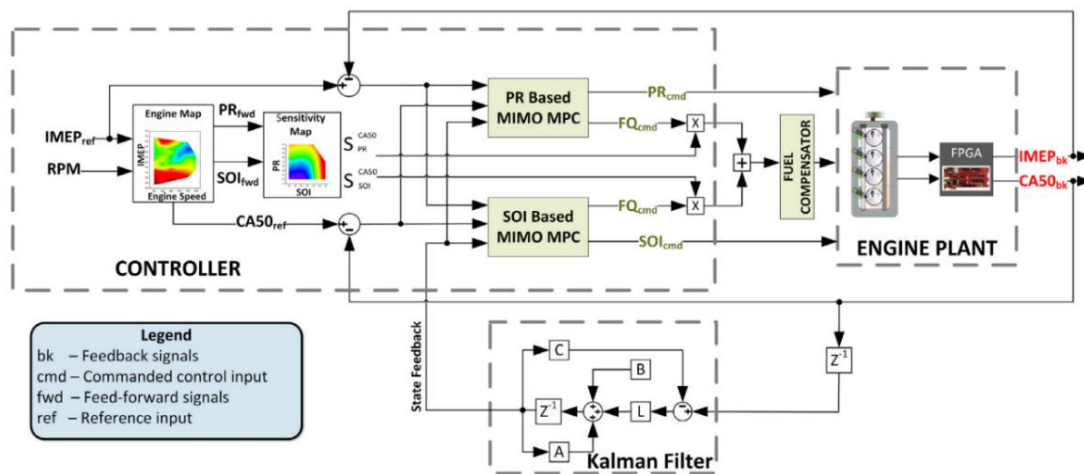 Engine Map
IMEP
Engine Speed
IMEPref
RPM
PRfwd
SOIfwd
Sensitivity
Map
PR
SOI
S CA50 PR
S CA50 SOI
CA50ref
+
-
+
-
PR Based
MIMO MPC
PRcmd
FQcmd
X
+
X
SOI Based
MIMO MPC
FQcmd
SOIcmd
CONTROLLER
FUEL
COMPENSATOR
FPGA
IMEPbk
CA50bk
ENGINE PLANT
Legend
bk – Feedback signals
cmd – Commanded control input
fwd – Feed-forward signals
ref – Reference input
State Feedback
C
B
Z-1
+
+
+
L
-
+
A
Z-1
Kalman Filter